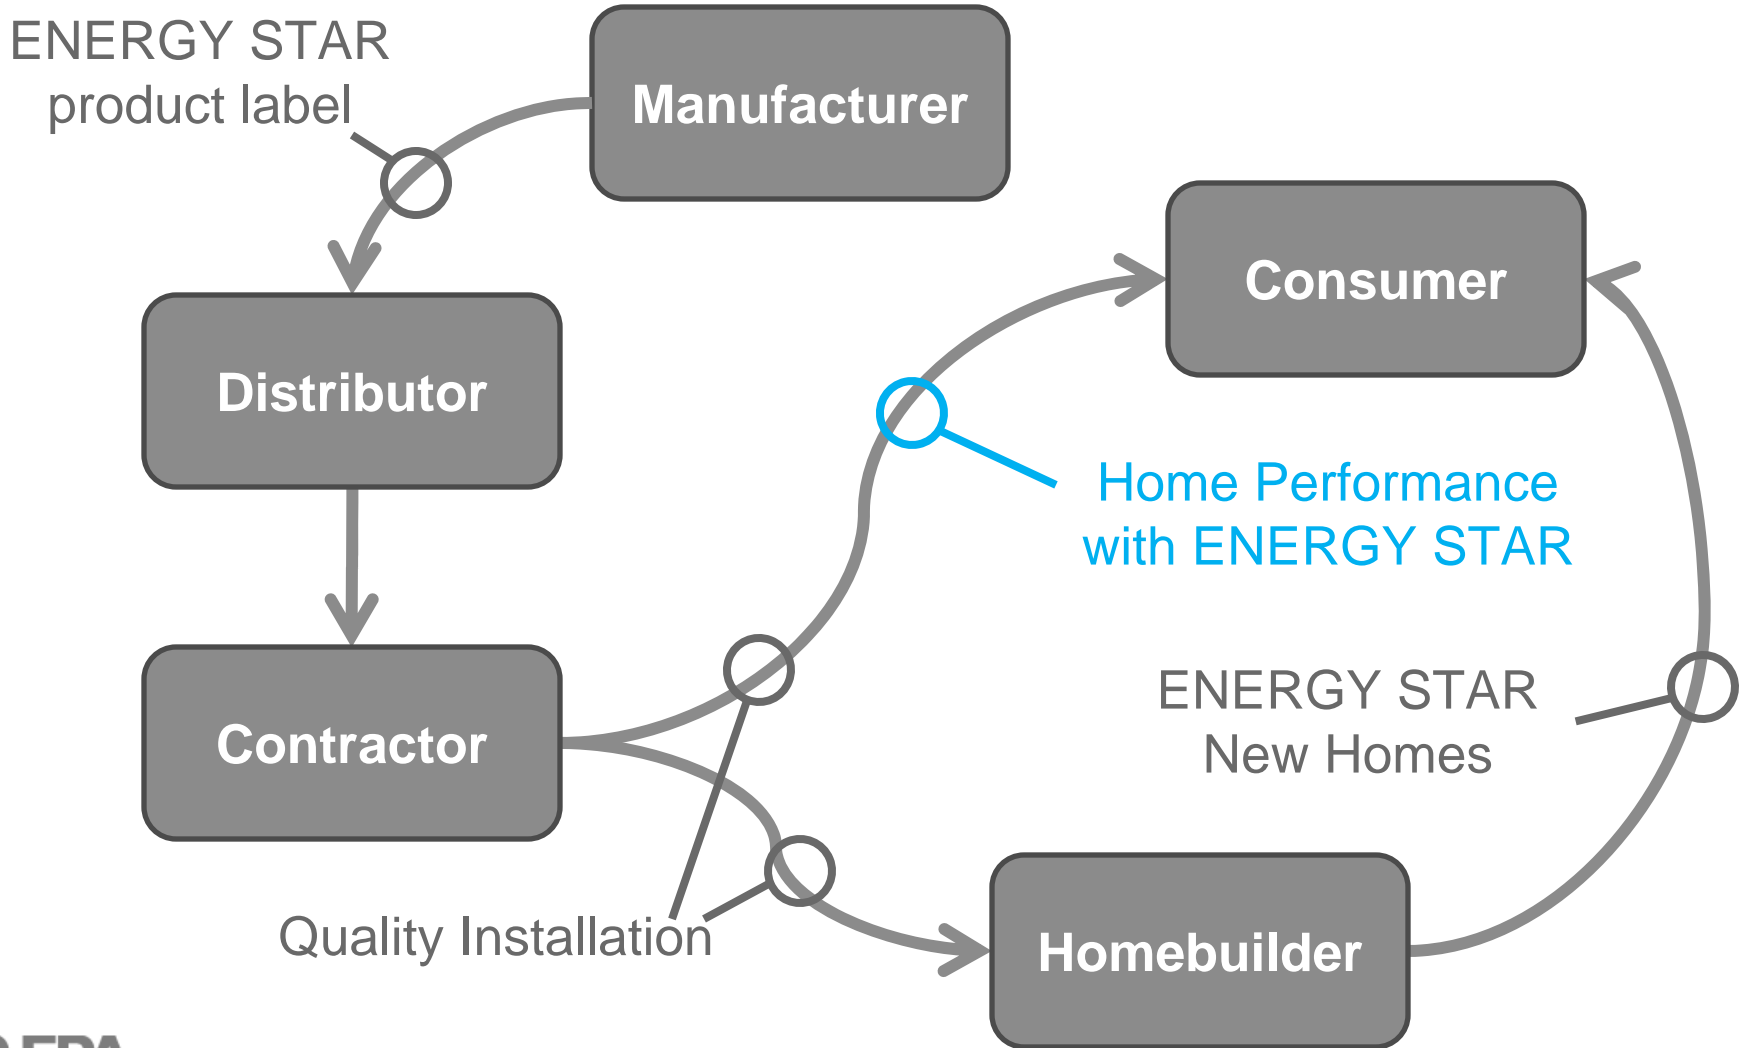 ENERGY STAR
product label
Manufacturer
Consumer
Distributor
Home Performance
with ENERGY STAR
ENERGY STAR
New Homes
Contractor
Quality Installation
Homebuilder